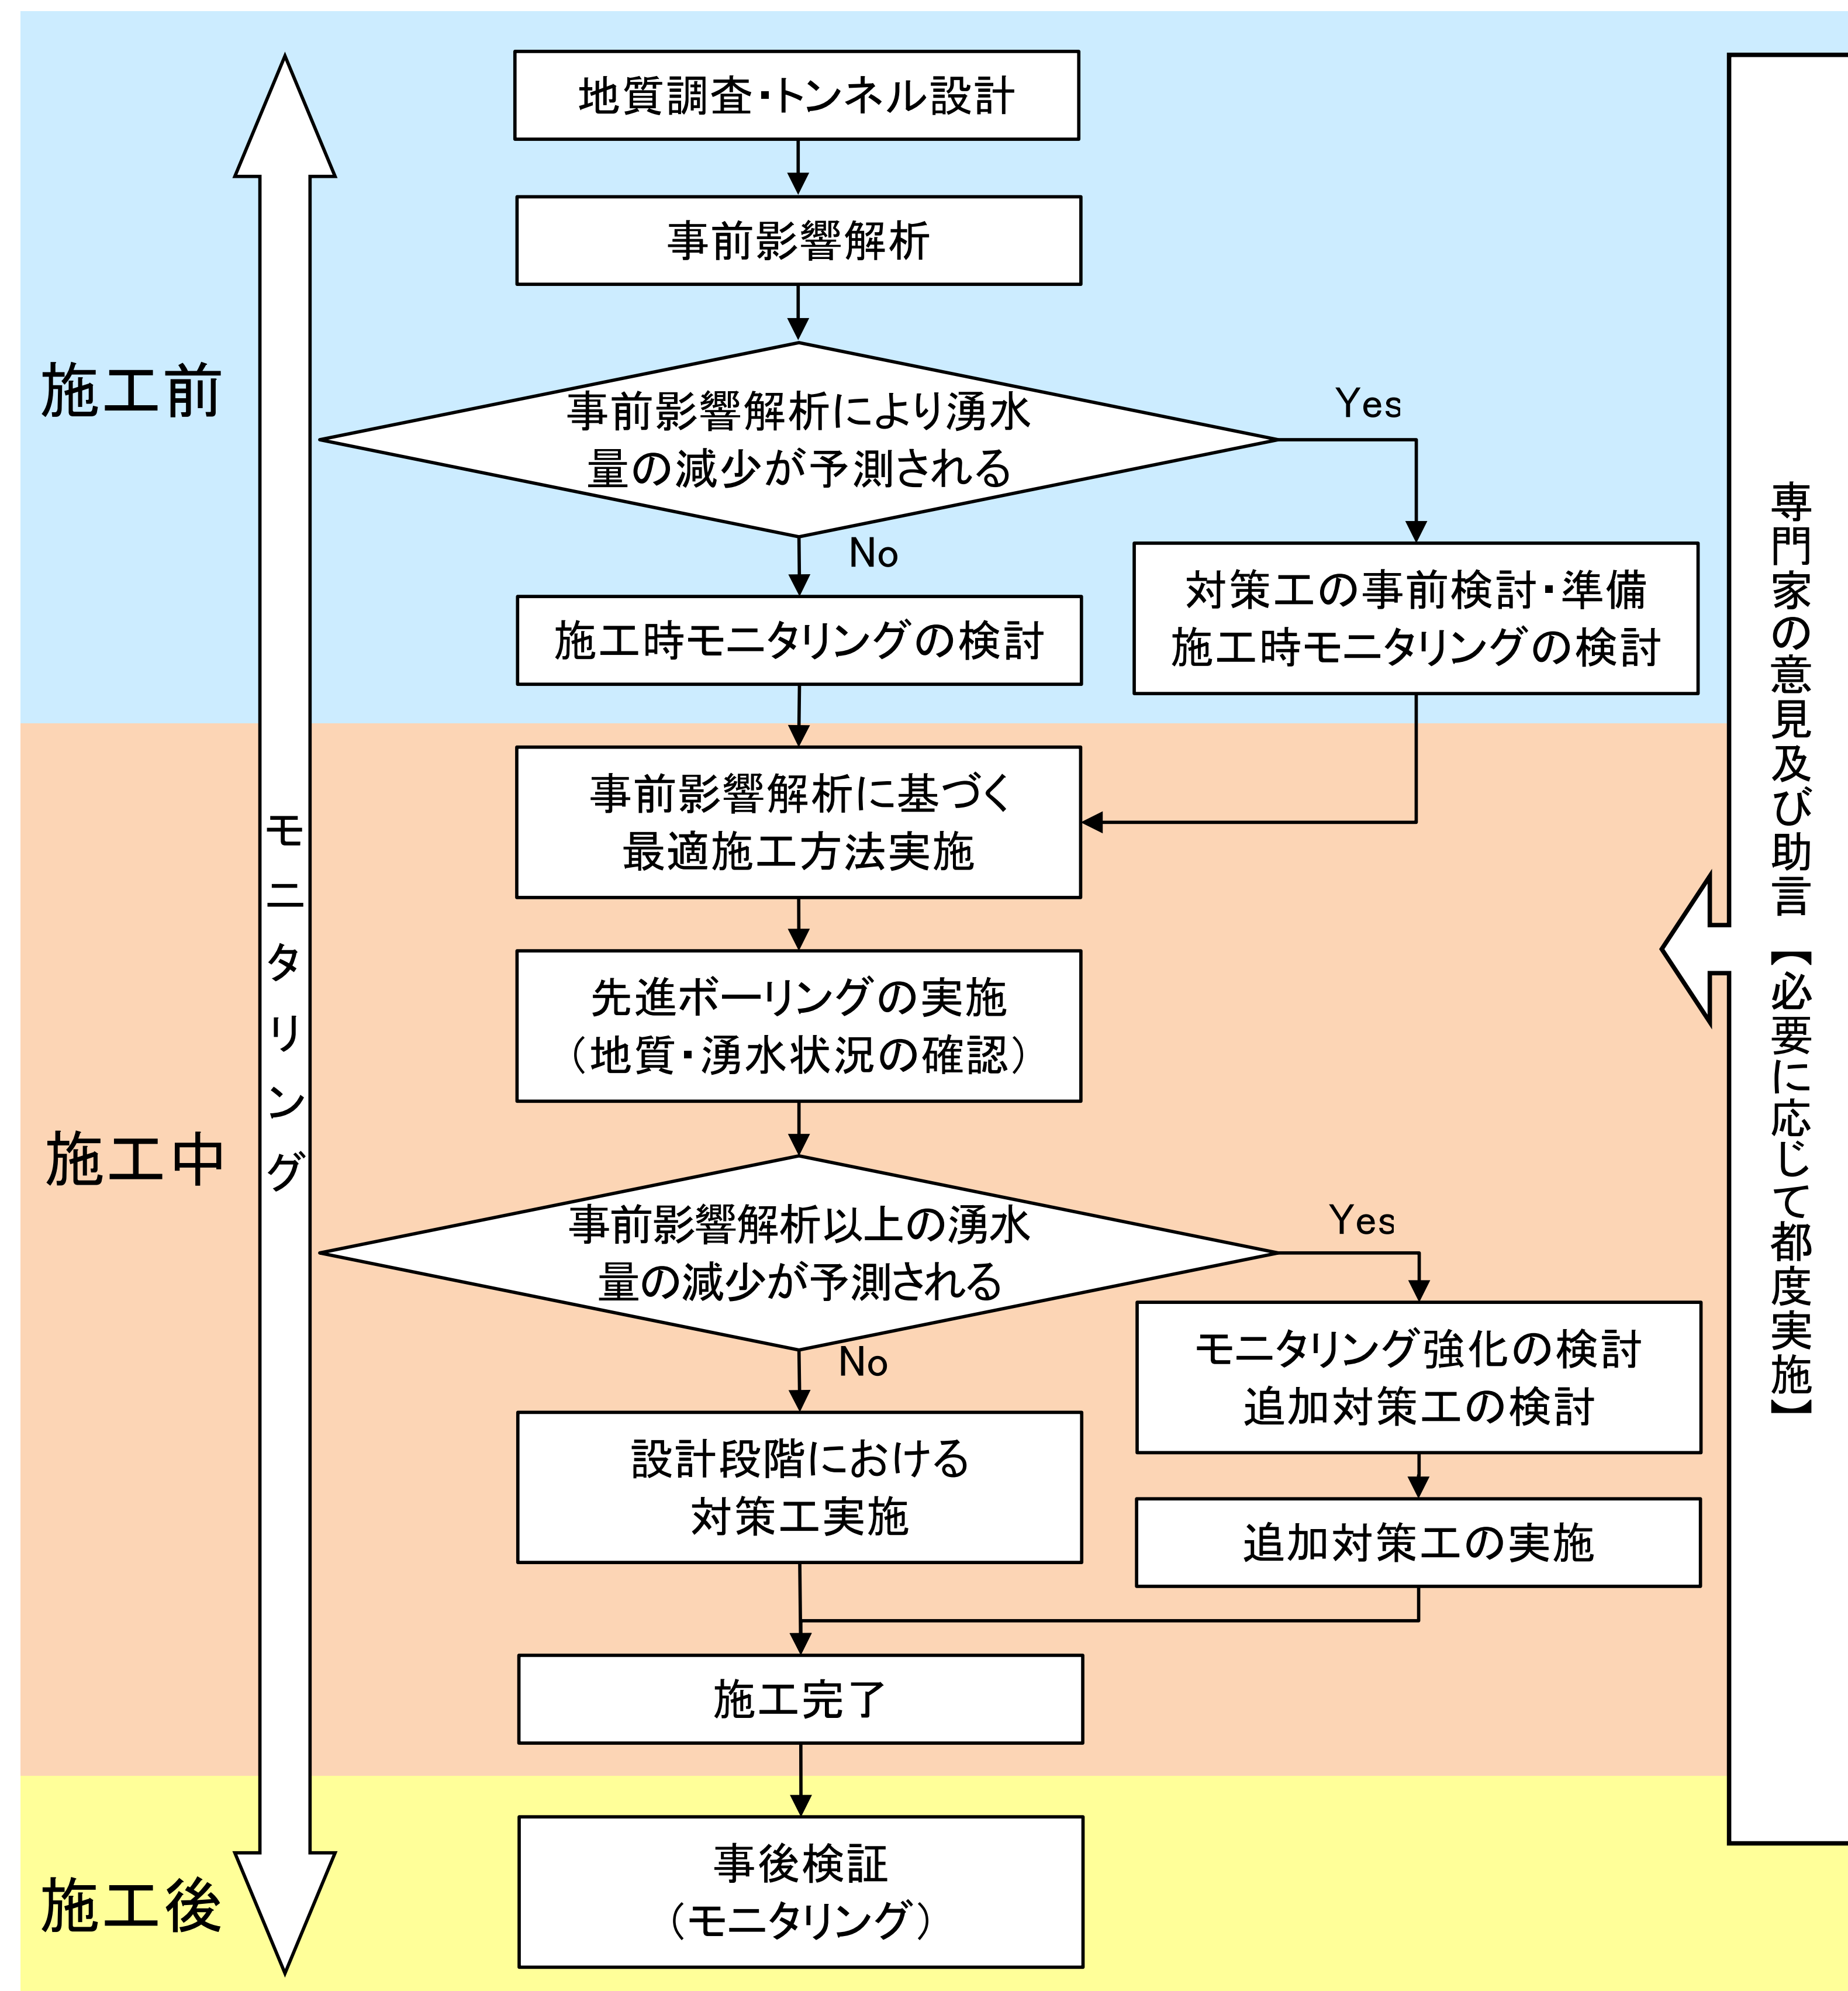 地質調査・トンネル設計
事前影響解析
施工前
事前影響解析により湧水
量の減少が予測される
Yes
No
対策工の事前検討・準備
施工時モニタリングの検討
施工時モニタリングの検討
事前影響解析に基づく
最適施工方法実施
先進ボーリングの実施
（地質・湧水状況の確認）
施工中
モニタリング
事前影響解析以上の湧水
量の減少が予測される
Yes
No
モニタリング強化の検討
追加対策工の検討
設計段階における
対策工実施
追加対策工の実施
施工完了
施工後
事後検証
（モニタリング）
専門家の意見及び助言【必要に応じて都度実施】